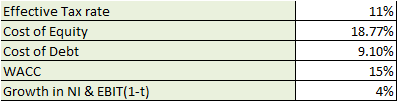 Effective Tax rate 11%
Cost of Equity 18.77%
Cost of Debt 9.10%
WACC 15%
Growth in NI & EBIT(1-t) 4%